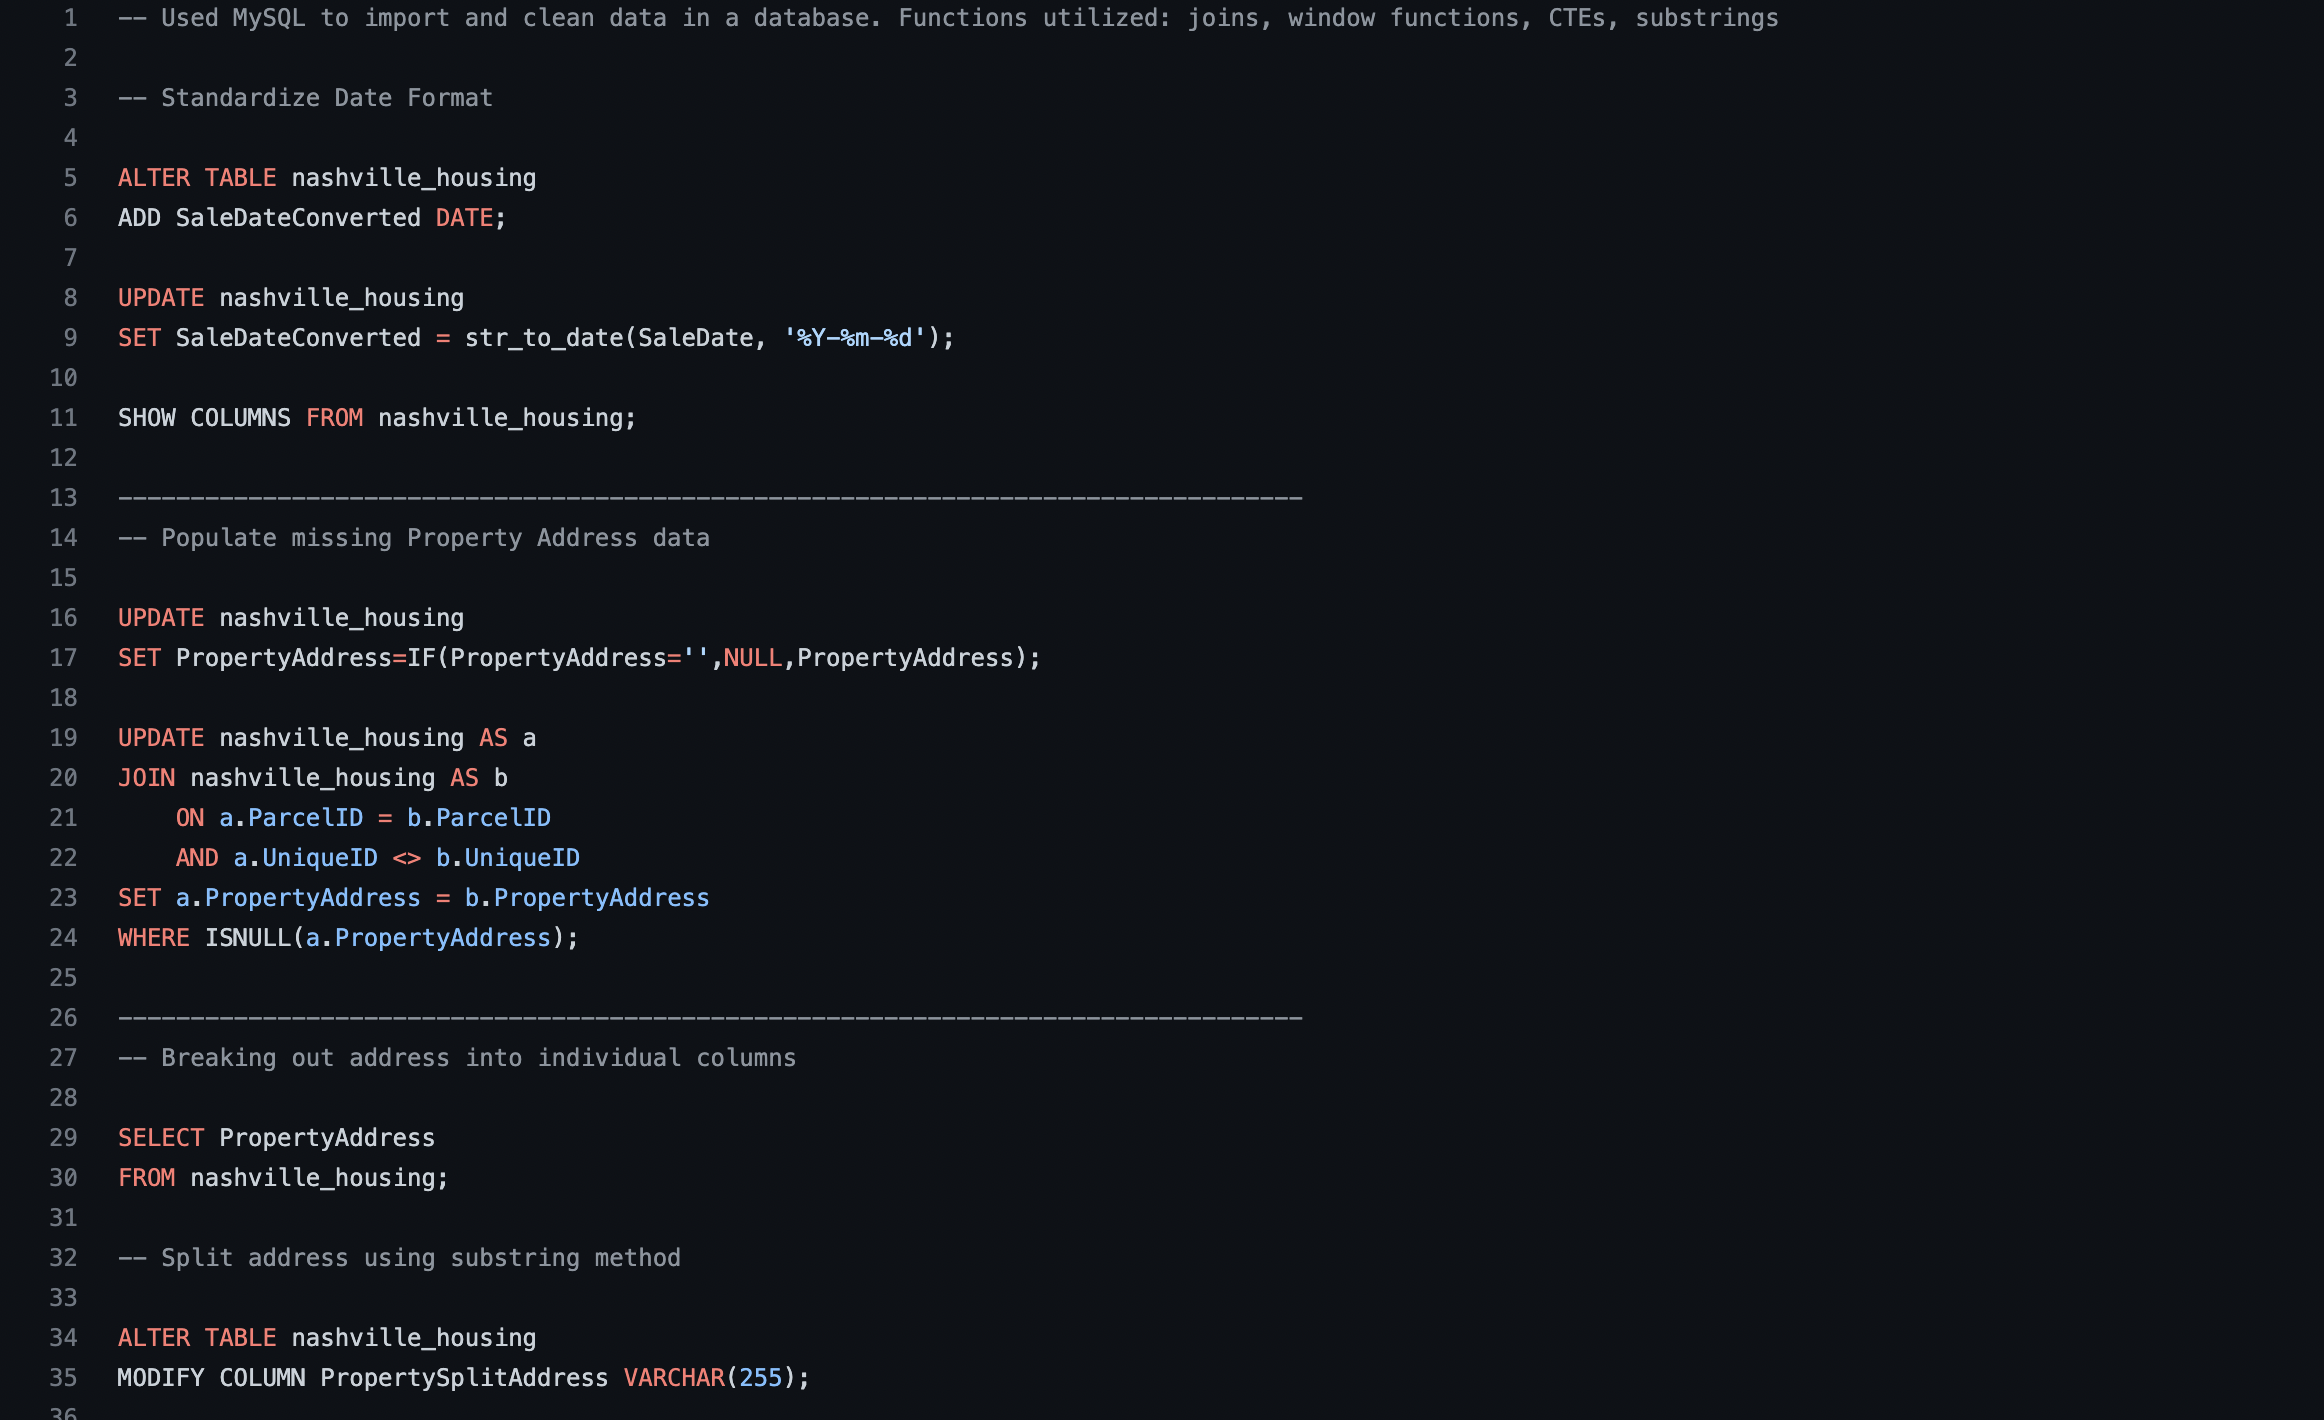 1 -- Used MySQL to import and clean data in a database. Functions utilized: joins, window functions, CTEs, substrings
2
3 -- Standardize Date Format
4
5 ALTER TABLE nashville_housing
6 ADD SaleDateConverted DATE;
7
8 UPDATE nashville_housing
9 SET SaleDateConverted = str_to_date(SaleDate, '%Y-%m-%d');
10
11 SHOW COLUMNS FROM nashville_housing;
12
13 ----------------------------------------------------------------------------------
14 -- Populate missing Property Address data
15
16 UPDATE nashville_housing
17 SET PropertyAddress=IF(PropertyAddress='',NULL,PropertyAddress);
18
19 UPDATE nashville_housing AS a
20 JOIN nashville_housing AS b
21     ON a.ParcelID = b.ParcelID
22     AND a.UniqueID <> b.UniqueID
23 SET a.PropertyAddress = b.PropertyAddress
24 WHERE ISNULL(a.PropertyAddress);
25
26 ----------------------------------------------------------------------------------
27 -- Breaking out address into individual columns
28
29 SELECT PropertyAddress
30 FROM nashville_housing;
31
32 -- Split address using substring method
33
34 ALTER TABLE nashville_housing
35 MODIFY COLUMN PropertySplitAddress VARCHAR(255);
36